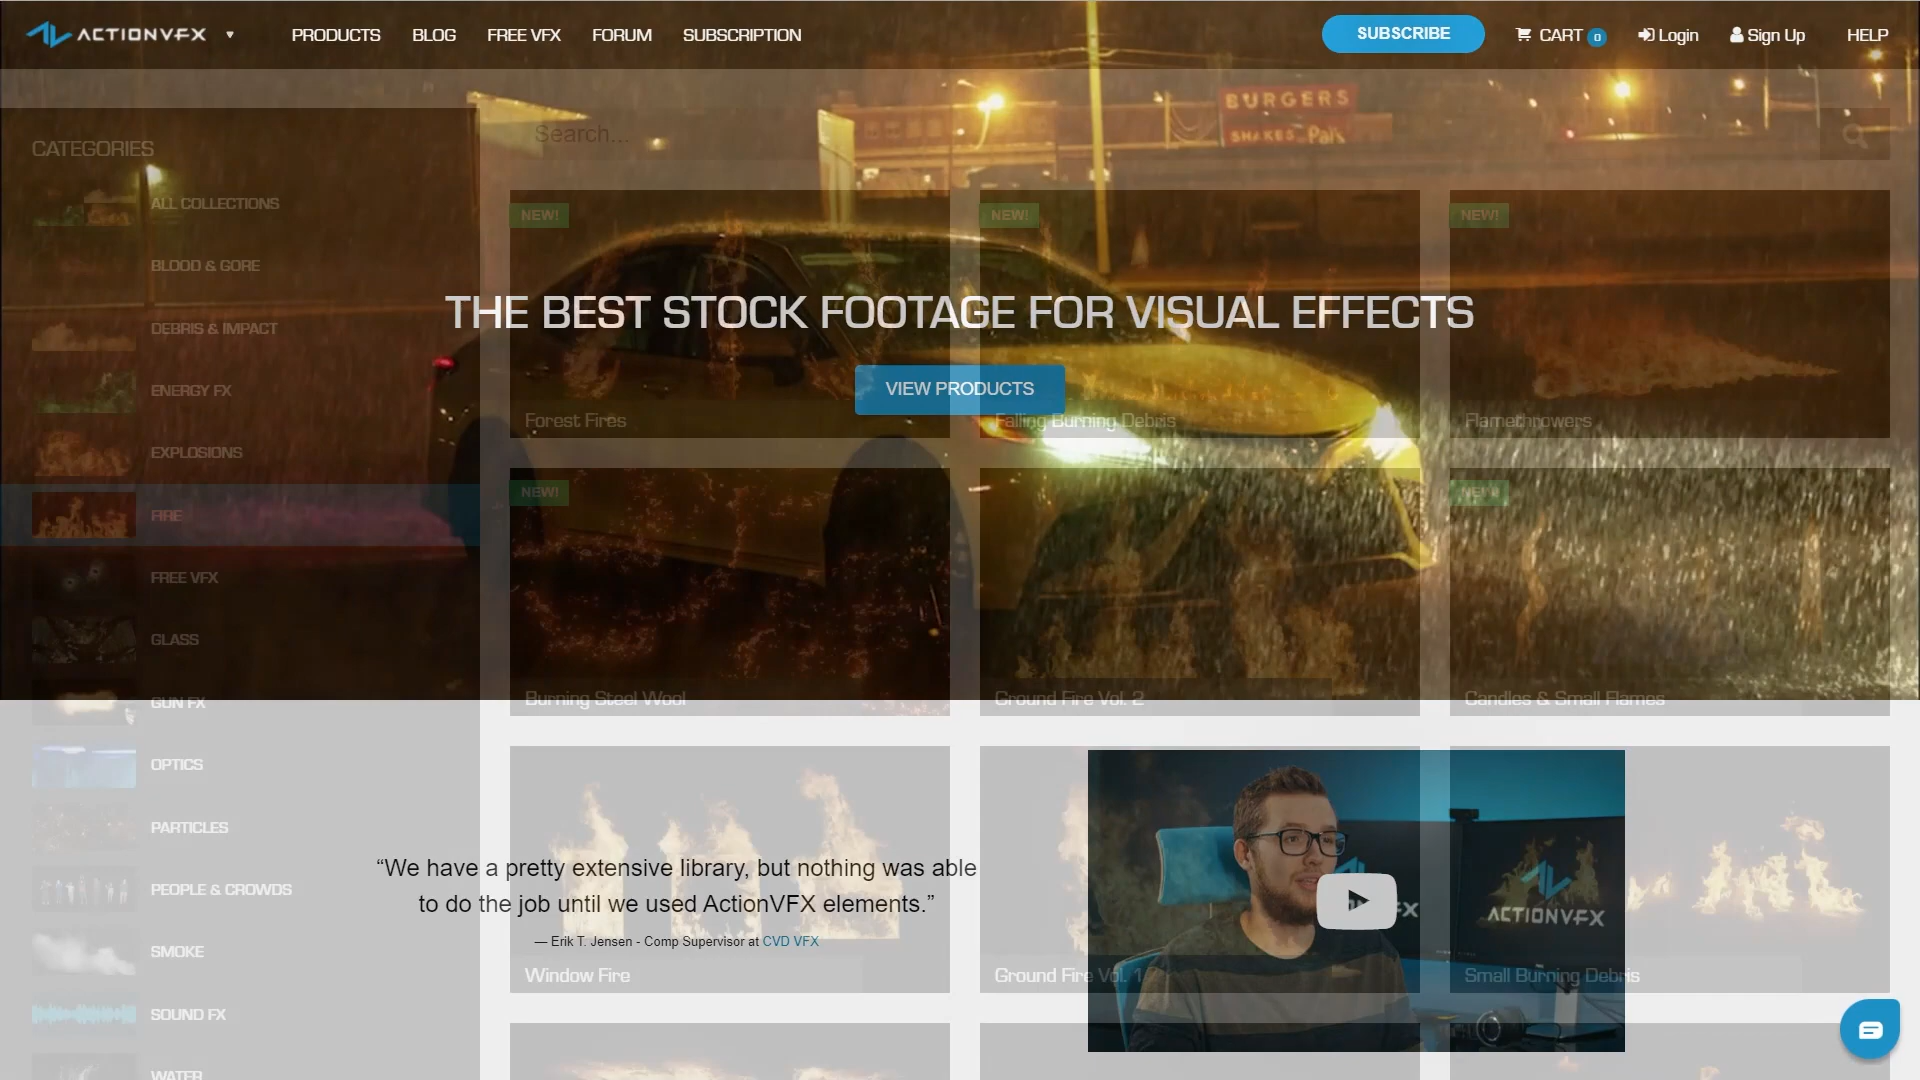 ACTIONVFX
PRODUCTS
BLOG
FREE VFX
FORUM
SUBSCRIPTION
SUBSCRIBE
CART 0
Login
Sign Up
HELP
BURGERS
SHAKES Pals
Search...
CATEGORIES
ALL COLLECTIONS
BLOOD & GORE
DEBRIS & IMPACT
ENERGY FX
EXPLOSIONS
FIRE
FREE VFX
GLASS
GUN FX
OPTICS
PARTICLES
PEOPLE & CROWDS
SMOKE
SOUND FX
WATER
NEW!
NEW!
NEW!
THE BEST STOCK FOOTAGE FOR VISUAL EFFECTS
VIEW PRODUCTS
Forest Fires
Falling Burning Debris
Flamethrowers
NEW!
NEW!
Burning Steel Wool
Ground Fire Vol. 2
Candles & Small Flames
“We have a pretty extensive library, but nothing was able
to do the job until we used ActionVFX elements.”
— Erik T. Jensen - Comp Supervisor at CVD VFX
FX
ACTIONVFX
Window Fire
Ground Fire Vol. 1
Small Burning Debris